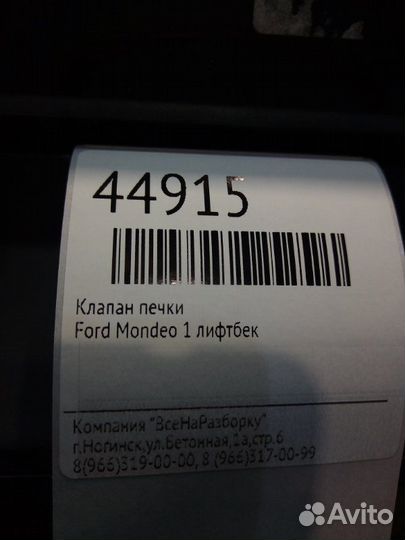 44915
Клапан печки
Ford Mondeo 1 лифтбек
Компания "ВсеНаРазборку"
г.Ногинск,ул.Бетонная,1а,стр.6
8(966)319-00-00, 8 (966)317-00-99
Avito